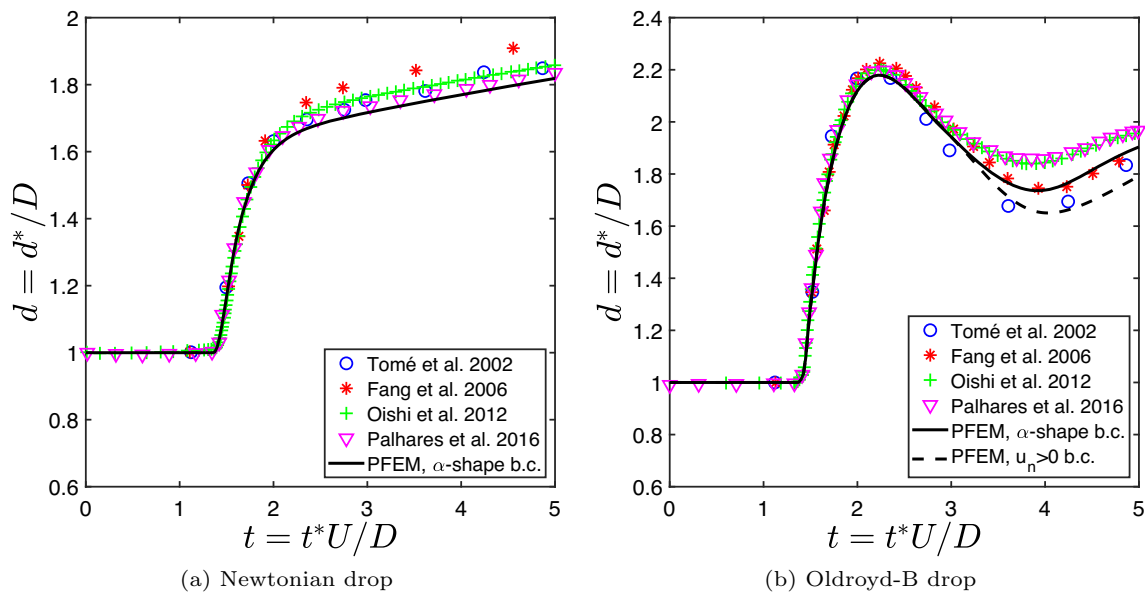 2
1.8
1.6
1.4
1.2
1
0.8
0.6
d = d*/D
0 1 2 3 4 5
t = t*U/D
Tomé et al. 2002
Fang et al. 2006
Oishi et al. 2012
Palhares et al. 2016
PFEM, α-shape b.c.
(a) Newtonian drop
2.4
2.2
2
1.8
1.6
1.4
1.2
1
0.8
0.6
d = d*/D
0 1 2 3 4 5
t = t*U/D
Tomé et al. 2002
Fang et al. 2006
Oishi et al. 2012
Palhares et al. 2016
PFEM, α-shape b.c.
PFEM, u_n>0 b.c.
(b) Oldroyd-B drop